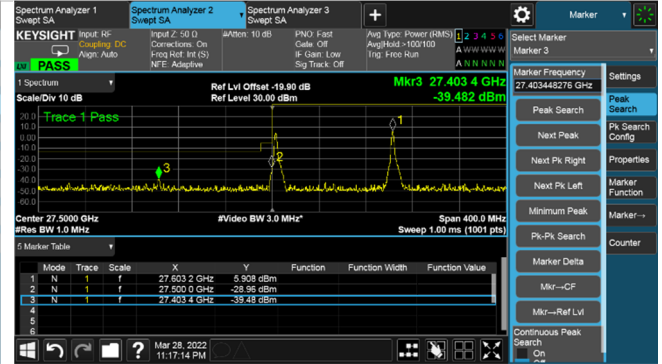 Spectrum Analyzer 1
Swept SA
Spectrum Analyzer 2
Swept SA
Spectrum Analyzer 3
Swept SA
Marker
KEYSIGHT
Input: RF
Coupling: DC
Align: Auto
Input Z: 50 Ω
Corrections: On
Freq Ref: Int (S)
NFE: Adaptive
#Atten: 10 dB
PNO: Fast
Gate: Off
IF Gain: Low
Sig Track: Off
Avg Type: Power (RMS)
Avg|Hold:>100/100
Trig: Free Run
1 2 3 4 5 6
A W W W W W
A N N N N N
LU
PASS
Select Marker
Marker 3
1 Spectrum
Scale/Div 10 dB
Ref Lvl Offset -19.90 dB
Ref Level 30.00 dBm
Mkr3 27.403 4 GHz
-39.482 dBm
Trace 1 Pass
20.0
10.0
0.00
-10.0
-20.0
-30.0
-40.0
-50.0
-60.0
1
2
3
Center 27.5000 GHz
#Res BW 1.0 MHz
#Video BW 3.0 MHz*
Span 400.0 MHz
Sweep 1.00 ms (1001 pts)
5 Marker Table
Mode Trace Scale X Y Function Function Width Function Value
1 N 1 f 27.603 2 GHz 5.908 dBm
2 N 1 f 27.500 0 GHz -28.96 dBm
3 N 1 f 27.403 4 GHz -39.48 dBm
4
5
6
Mar 28, 2022
11:17:14 PM
Marker Frequency
27.403448276 GHz
Peak Search
Next Peak
Next Pk Right
Next Pk Left
Minimum Peak
Pk-Pk Search
Marker Delta
Mkr→CF
Mkr→Ref Lvl
Continuous Peak
Search
On
Off
Settings
Peak
Search
Pk Search
Config
Properties
Marker
Function
Marker→
Counter